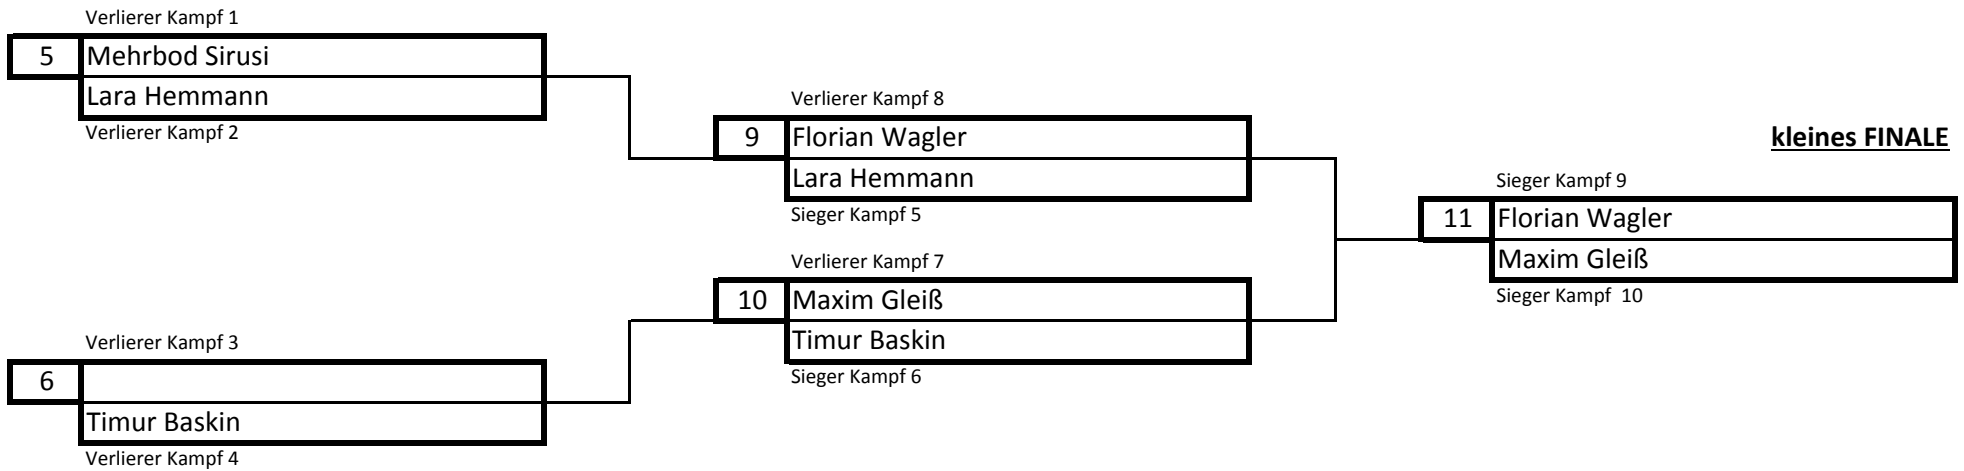 Verlierer Kampf 1
5 Mehrbod Sirusi
Lara Hemmann
Verlierer Kampf 2
Verlierer Kampf 8
9 Florian Wagler
Lara Hemmann
Sieger Kampf 5
kleines FINALE
Sieger Kampf 9
11 Florian Wagler
Maxim Gleiß
Sieger Kampf 10
Verlierer Kampf 7
10 Maxim Gleiß
Timur Baskin
Sieger Kampf 6
Verlierer Kampf 3
6
Timur Baskin
Verlierer Kampf 4